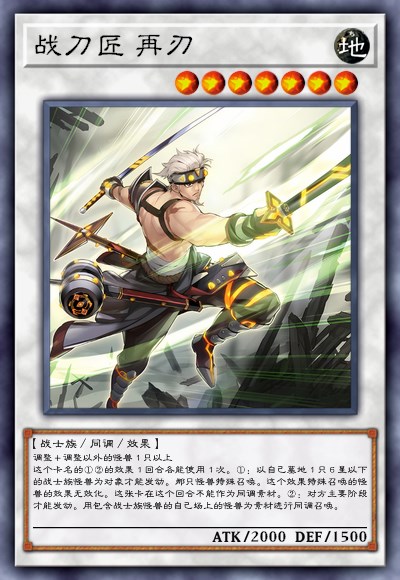 战刀匠 再刃
地
【战士族/同调/效果】
调整+调整以外的怪兽1只以上
这个卡名的①②的效果1回合各能使用1次。①：以自己墓地1只6星以下
的战士族怪兽为对象才能发动。那只怪兽特殊召唤。这个效果特殊召唤的怪
兽的效果无效化。这张卡在这个回合不能作为同调素材。②：对方主要阶段
才能发动。用包含战士族怪兽的自己场上的怪兽为素材进行同调召唤。
ATK/2000 DEF/1500